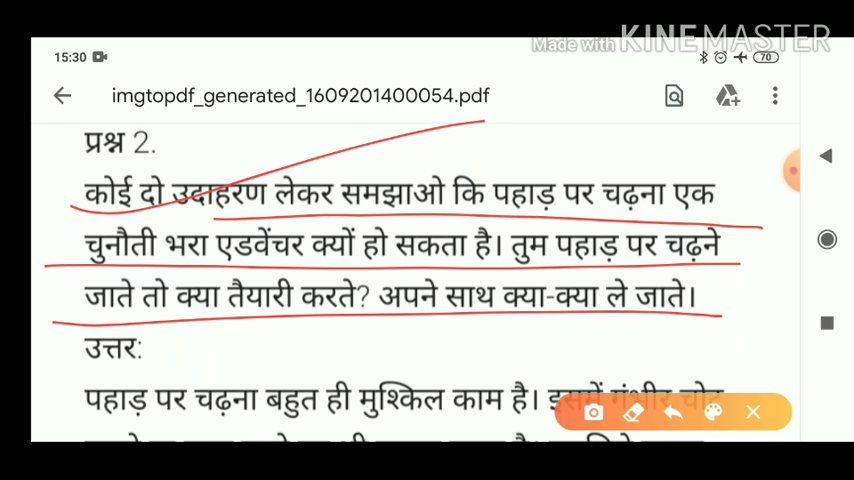 Made with KINEMASTER
15:30 70
imgtopdf_generated_1609201400054.pdf
प्रश्न 2.
कोई दो उदाहरण लेकर समझाओ कि पहाड़ पर चढ़ना एक
चुनौती भरा एडवेंचर क्यों हो सकता है। तुम पहाड़ पर चढ़ने
जाते तो क्या तैयारी करते? अपने साथ क्या-क्या ले जाते।
उत्तर:
पहाड़ पर चढ़ना बहुत ही मुश्किल काम है। इसमें गंभीर चोट